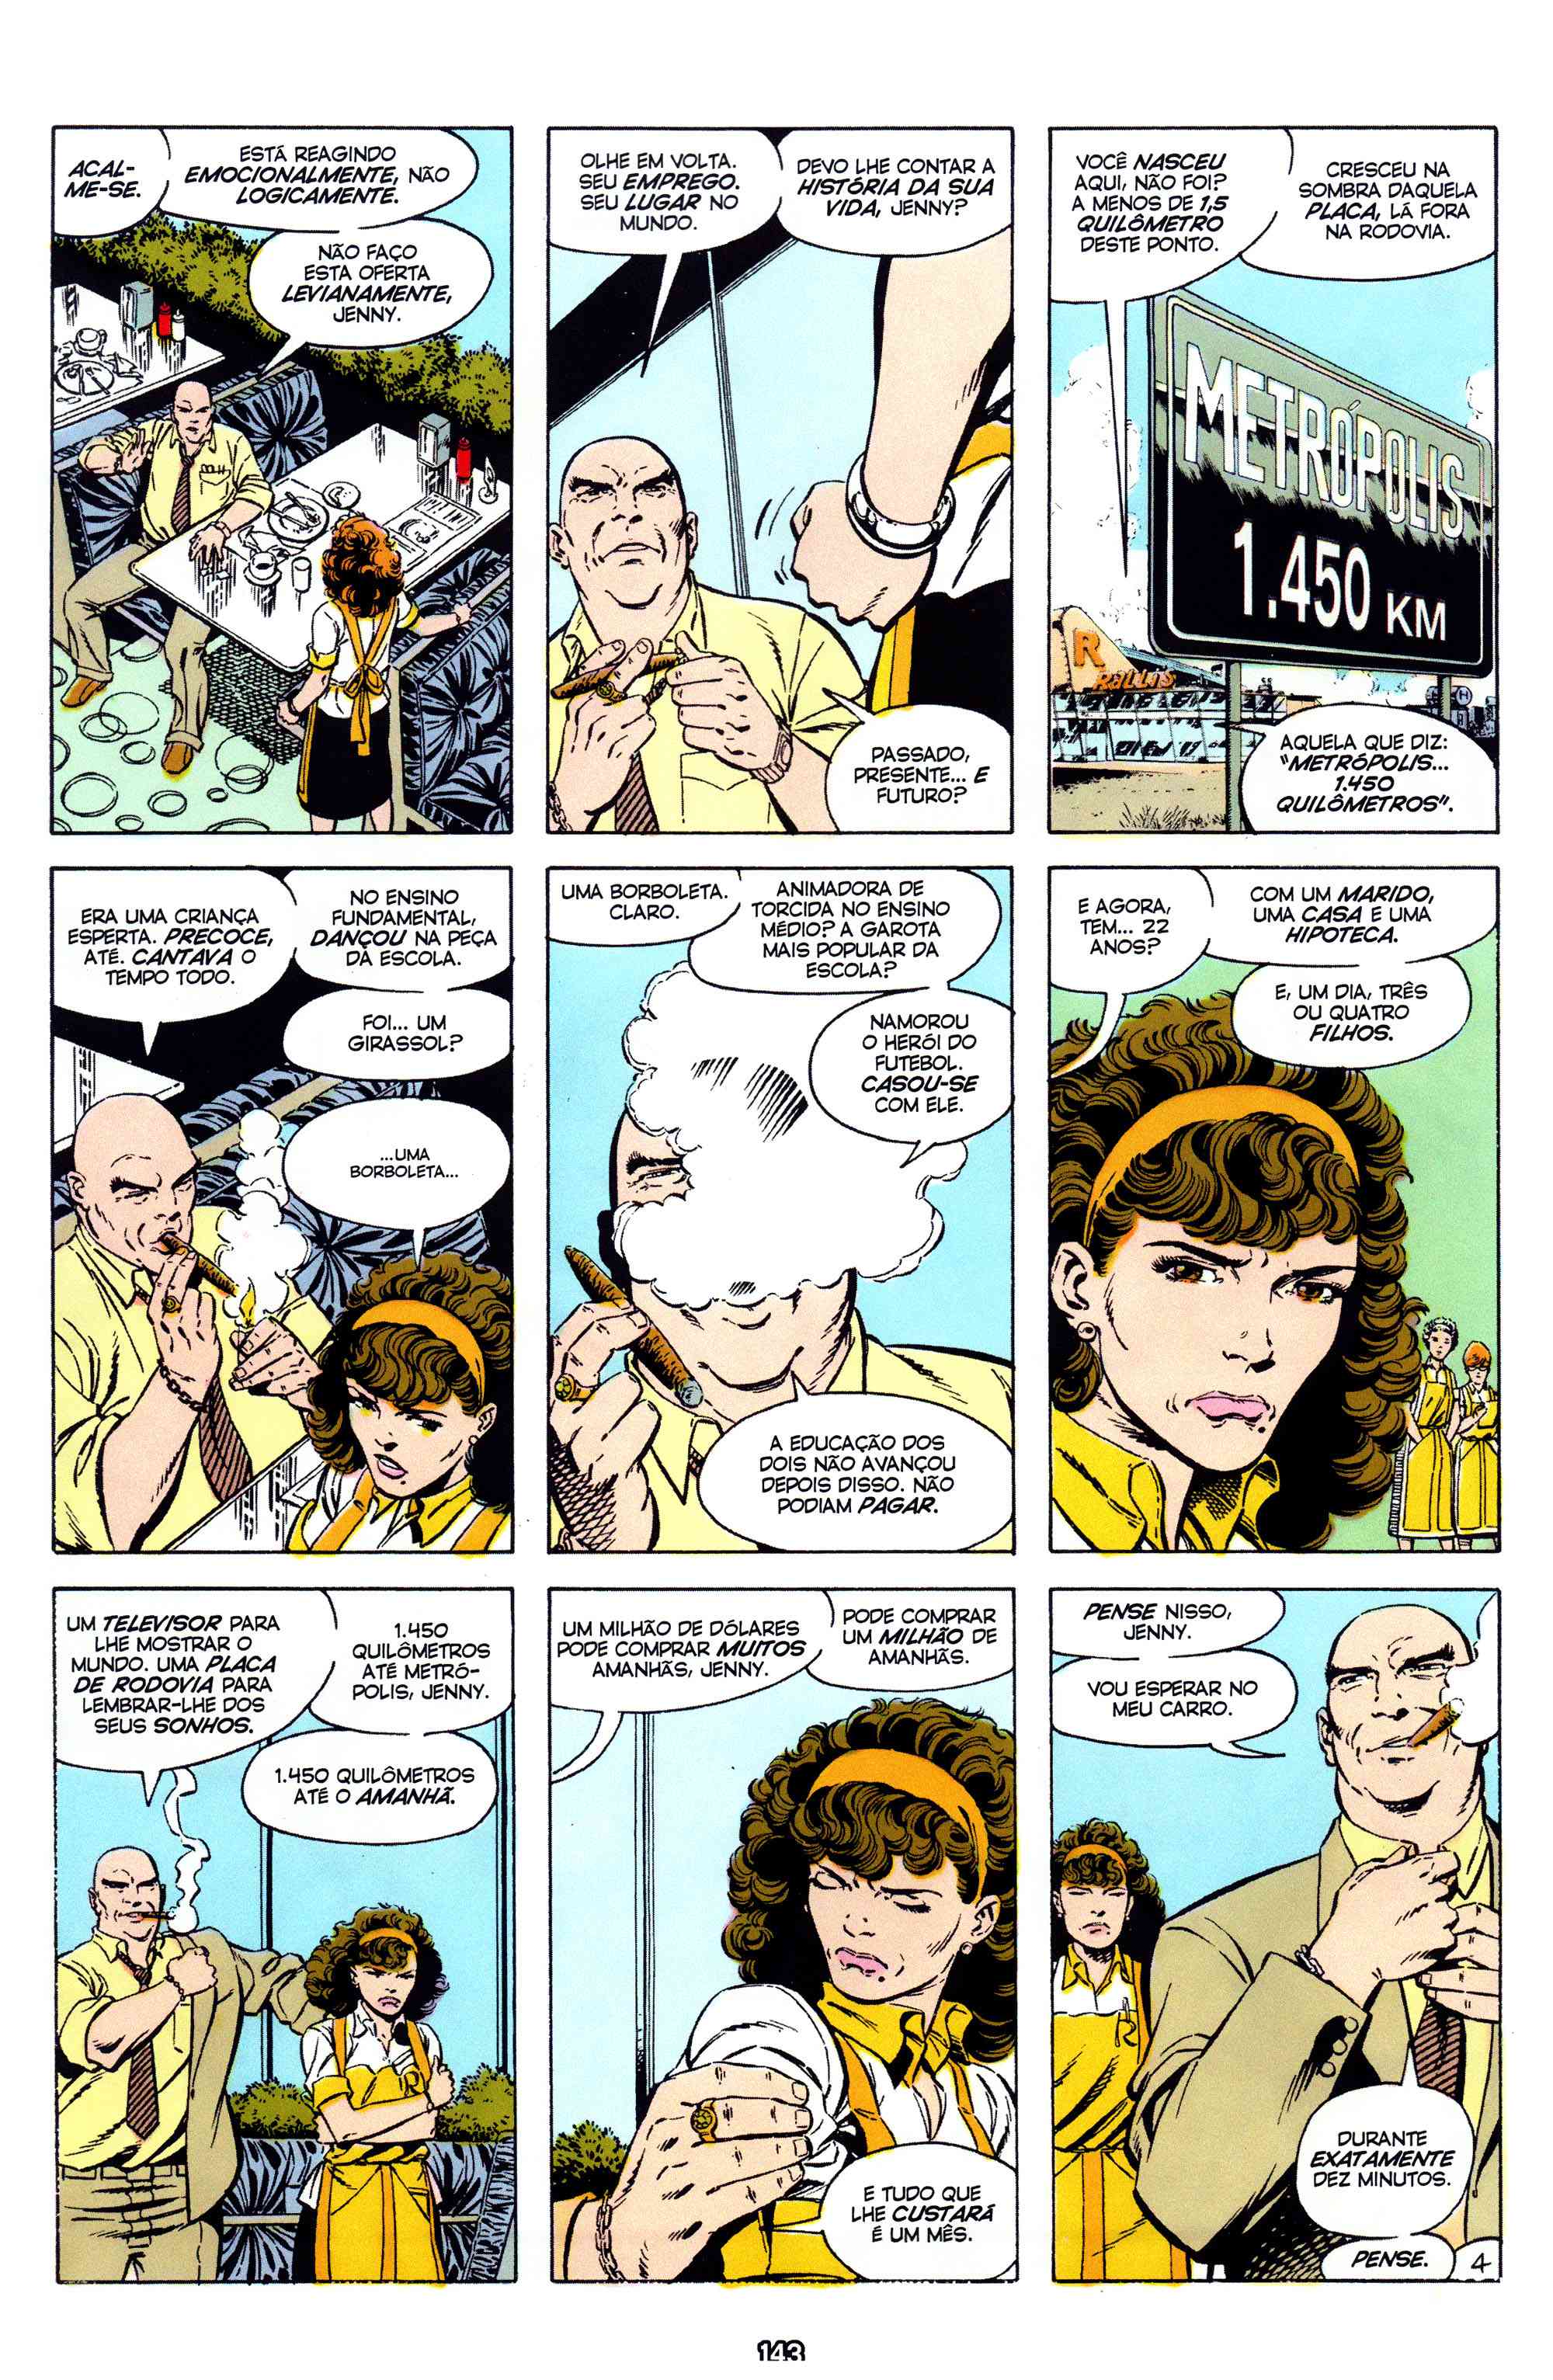 ACAL-
ME-SE.
ESTÁ REAGINDO
EMOCIONALMENTE, NÃO
LOGICAMENTE.
NÃO FAÇO
ESTA OFERTA
LEVIANAMENTE,
JENNY.
OLHE EM VOLTA.
SEU EMPREGO.
SEU LUGAR NO
MUNDO.
DEVO LHE CONTAR A
HISTÓRIA DA SUA
VIDA, JENNY?
PASSADO,
PRESENTE... E
FUTURO?
VOCÊ NASCEU
AQUI, NÃO FOI?
A MENOS DE 1,5
QUILÔMETRO
DESTE PONTO.
CRESCEU NA
SOMBRA DAQUELA
PLACA, LÁ FORA
NA RODOVIA.
METRÓPOLIS
1.450 KM
R
RALLI'S
H
AQUELA QUE DIZ:
"METRÓPOLIS...
1.450
QUILÔMETROS".
ERA UMA CRIANÇA
ESPERTA. PRECOCE,
ATÉ. CANTAVA O
TEMPO TODO.
NO ENSINO
FUNDAMENTAL,
DANÇOU NA PEÇA
DA ESCOLA.
FOI... UM
GIRASSOL?
...UMA
BORBOLETA...
UMA BORBOLETA.
CLARO.
ANIMADORA DE
TORCIDA NO ENSINO
MÉDIO? A GAROTA
MAIS POPULAR DA
ESCOLA?
NAMOROU
O HERÓI DO
FUTEBOL.
CASOU-SE
COM ELE.
A EDUCAÇÃO DOS
DOIS NÃO AVANÇOU
DEPOIS DISSO. NÃO
PODIAM PAGAR.
E AGORA,
TEM... 22
ANOS?
COM UM MARIDO,
UMA CASA E UMA
HIPOTECA.
E, UM DIA, TRÊS
OU QUATRO
FILHOS.
UM TELEVISOR PARA
LHE MOSTRAR O
MUNDO. UMA PLACA
DE RODOVIA PARA
LEMBRAR-LHE DOS
SEUS SONHOS.
1.450
QUILÔMETROS
ATÉ METRÓ-
POLIS, JENNY.
1.450 QUILÔMETROS
ATÉ O AMANHÃ.
R
UM MILHÃO DE DÓLARES
PODE COMPRAR MUITOS
AMANHÃS, JENNY.
PODE COMPRAR
UM MILHÃO DE
AMANHÃS.
E TUDO QUE
LHE CUSTARÁ
É UM MÊS.
PENSE NISSO,
JENNY.
VOU ESPERAR NO
MEU CARRO.
R
DURANTE
EXATAMENTE
DEZ MINUTOS.
PENSE.
4
143